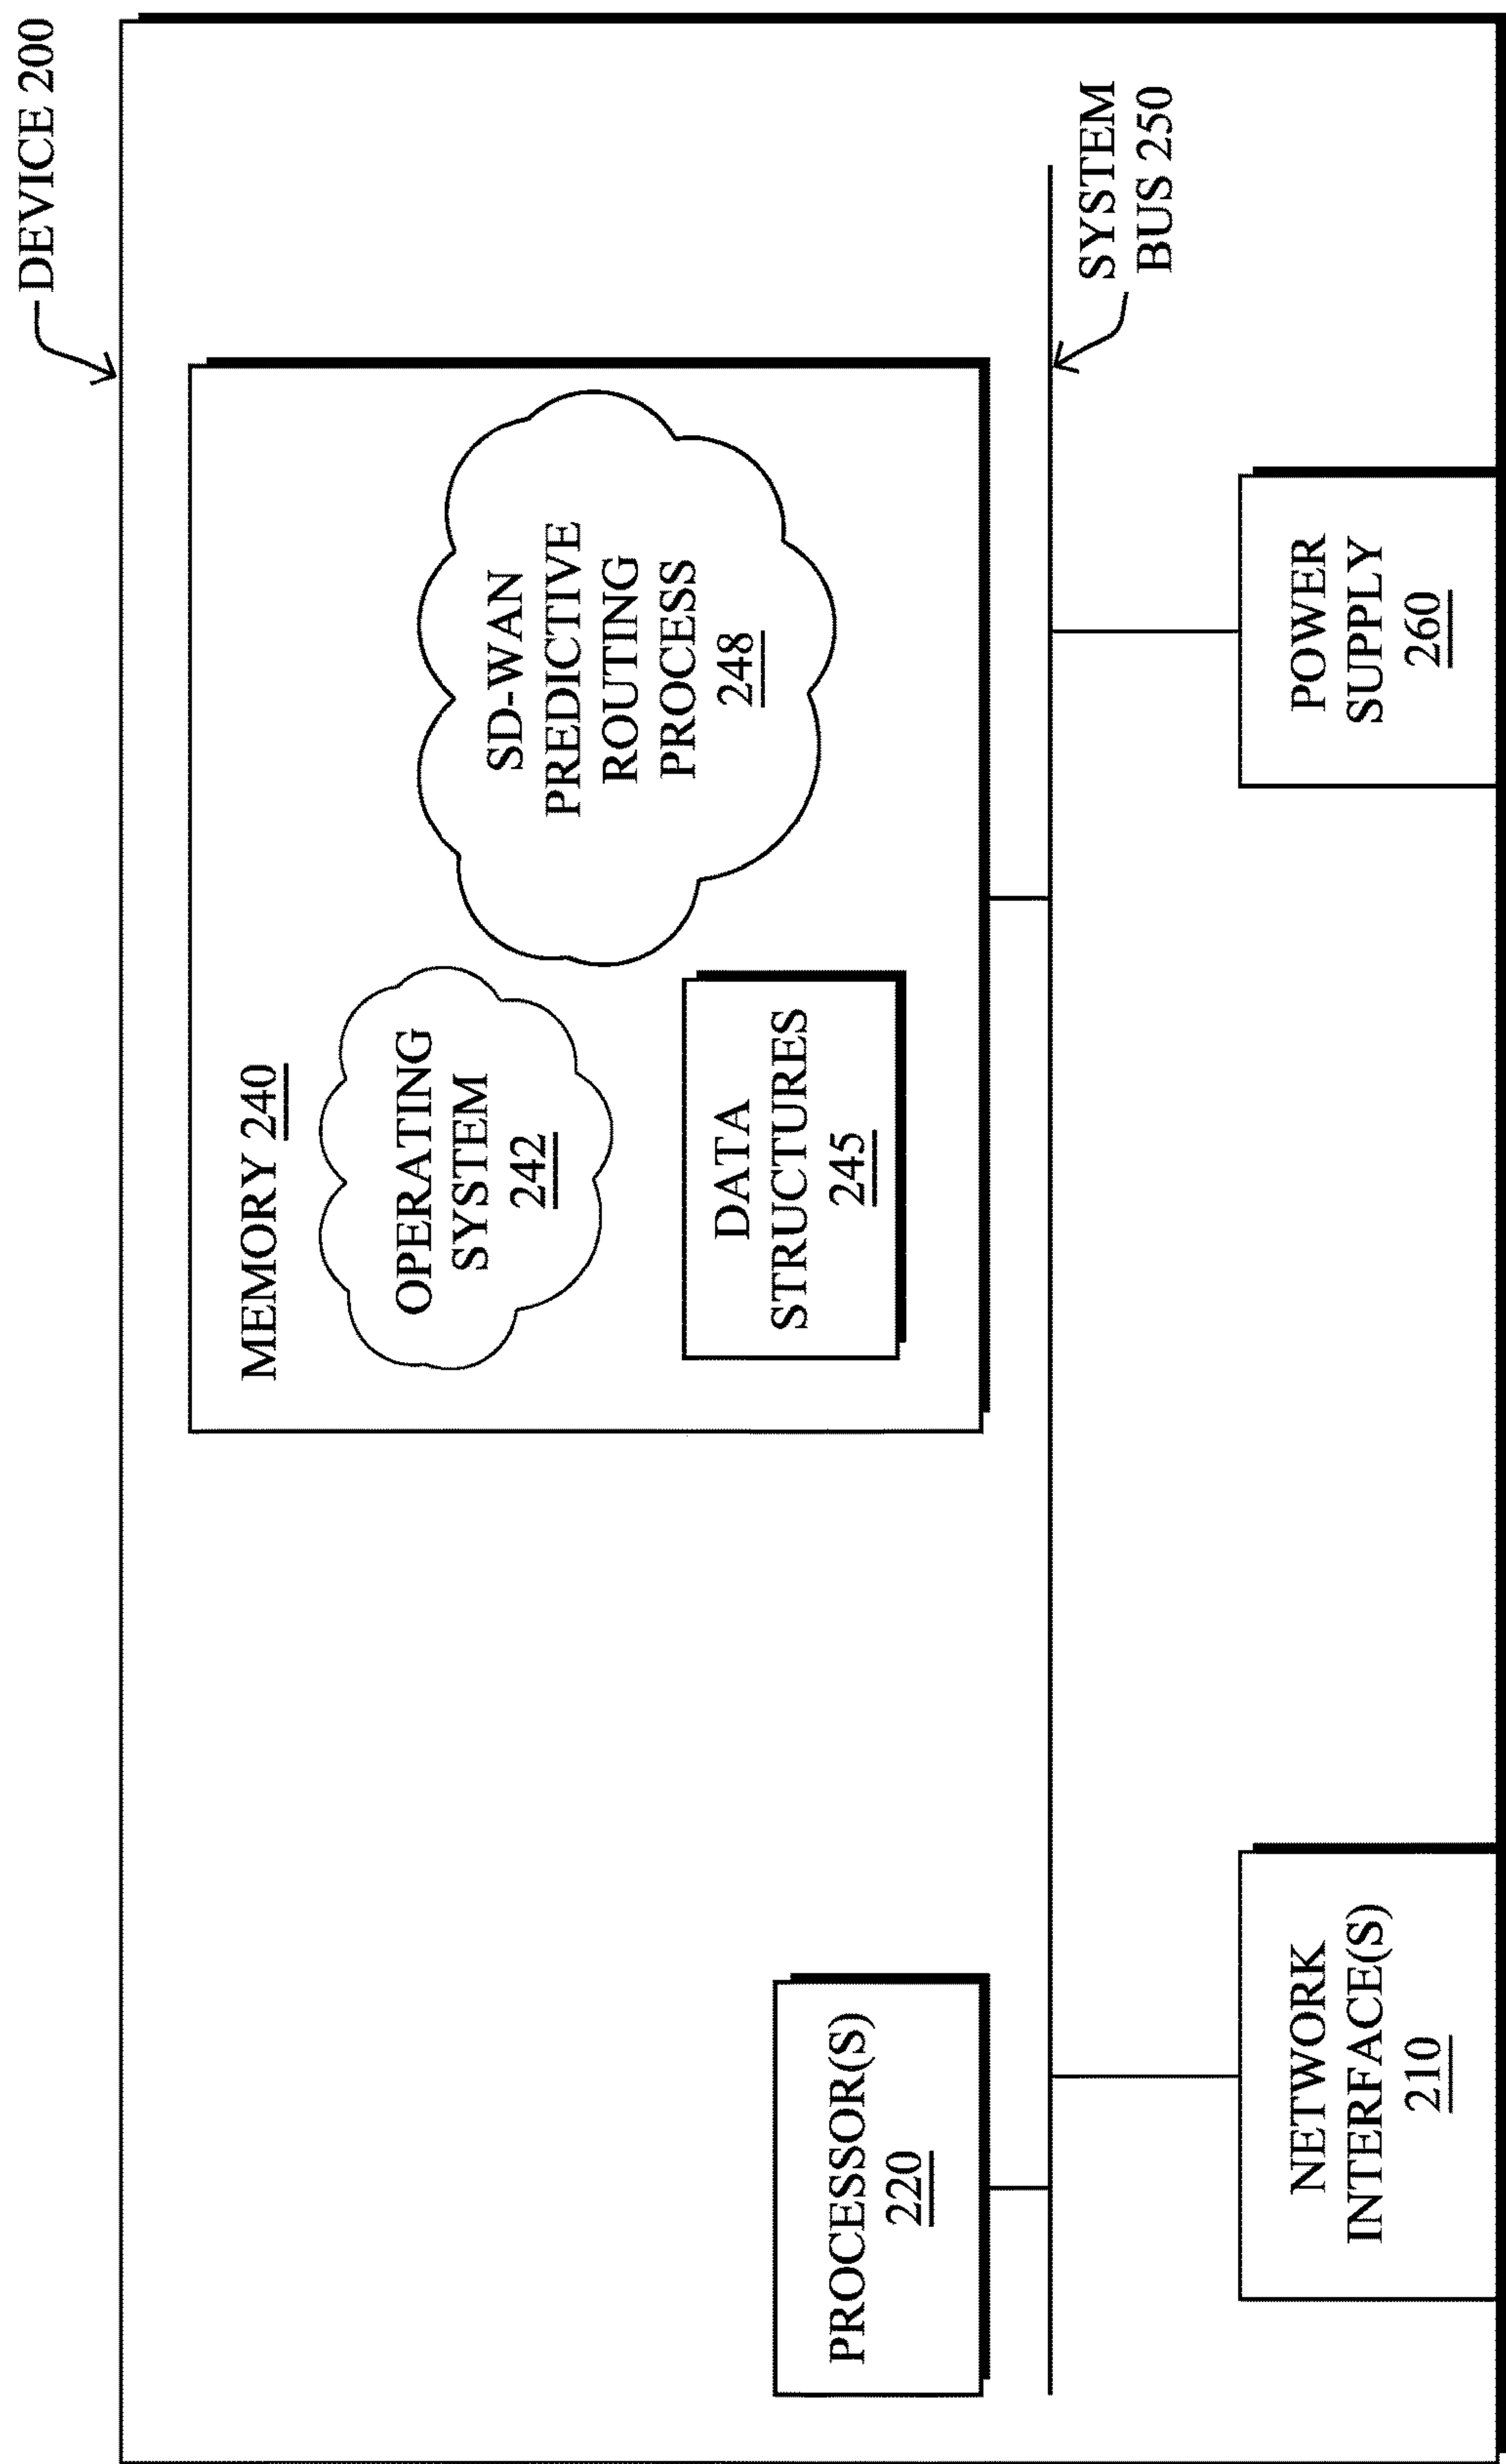 DEVICE 200
MEMORY 240
OPERATING
SYSTEM
242
DATA
STRUCTURES
245
SD-WAN
PREDICTIVE
ROUTING
PROCESS
248
PROCESSOR(S)
220
SYSTEM
BUS 250
NETWORK
INTERFACE(S)
210
POWER
SUPPLY
260